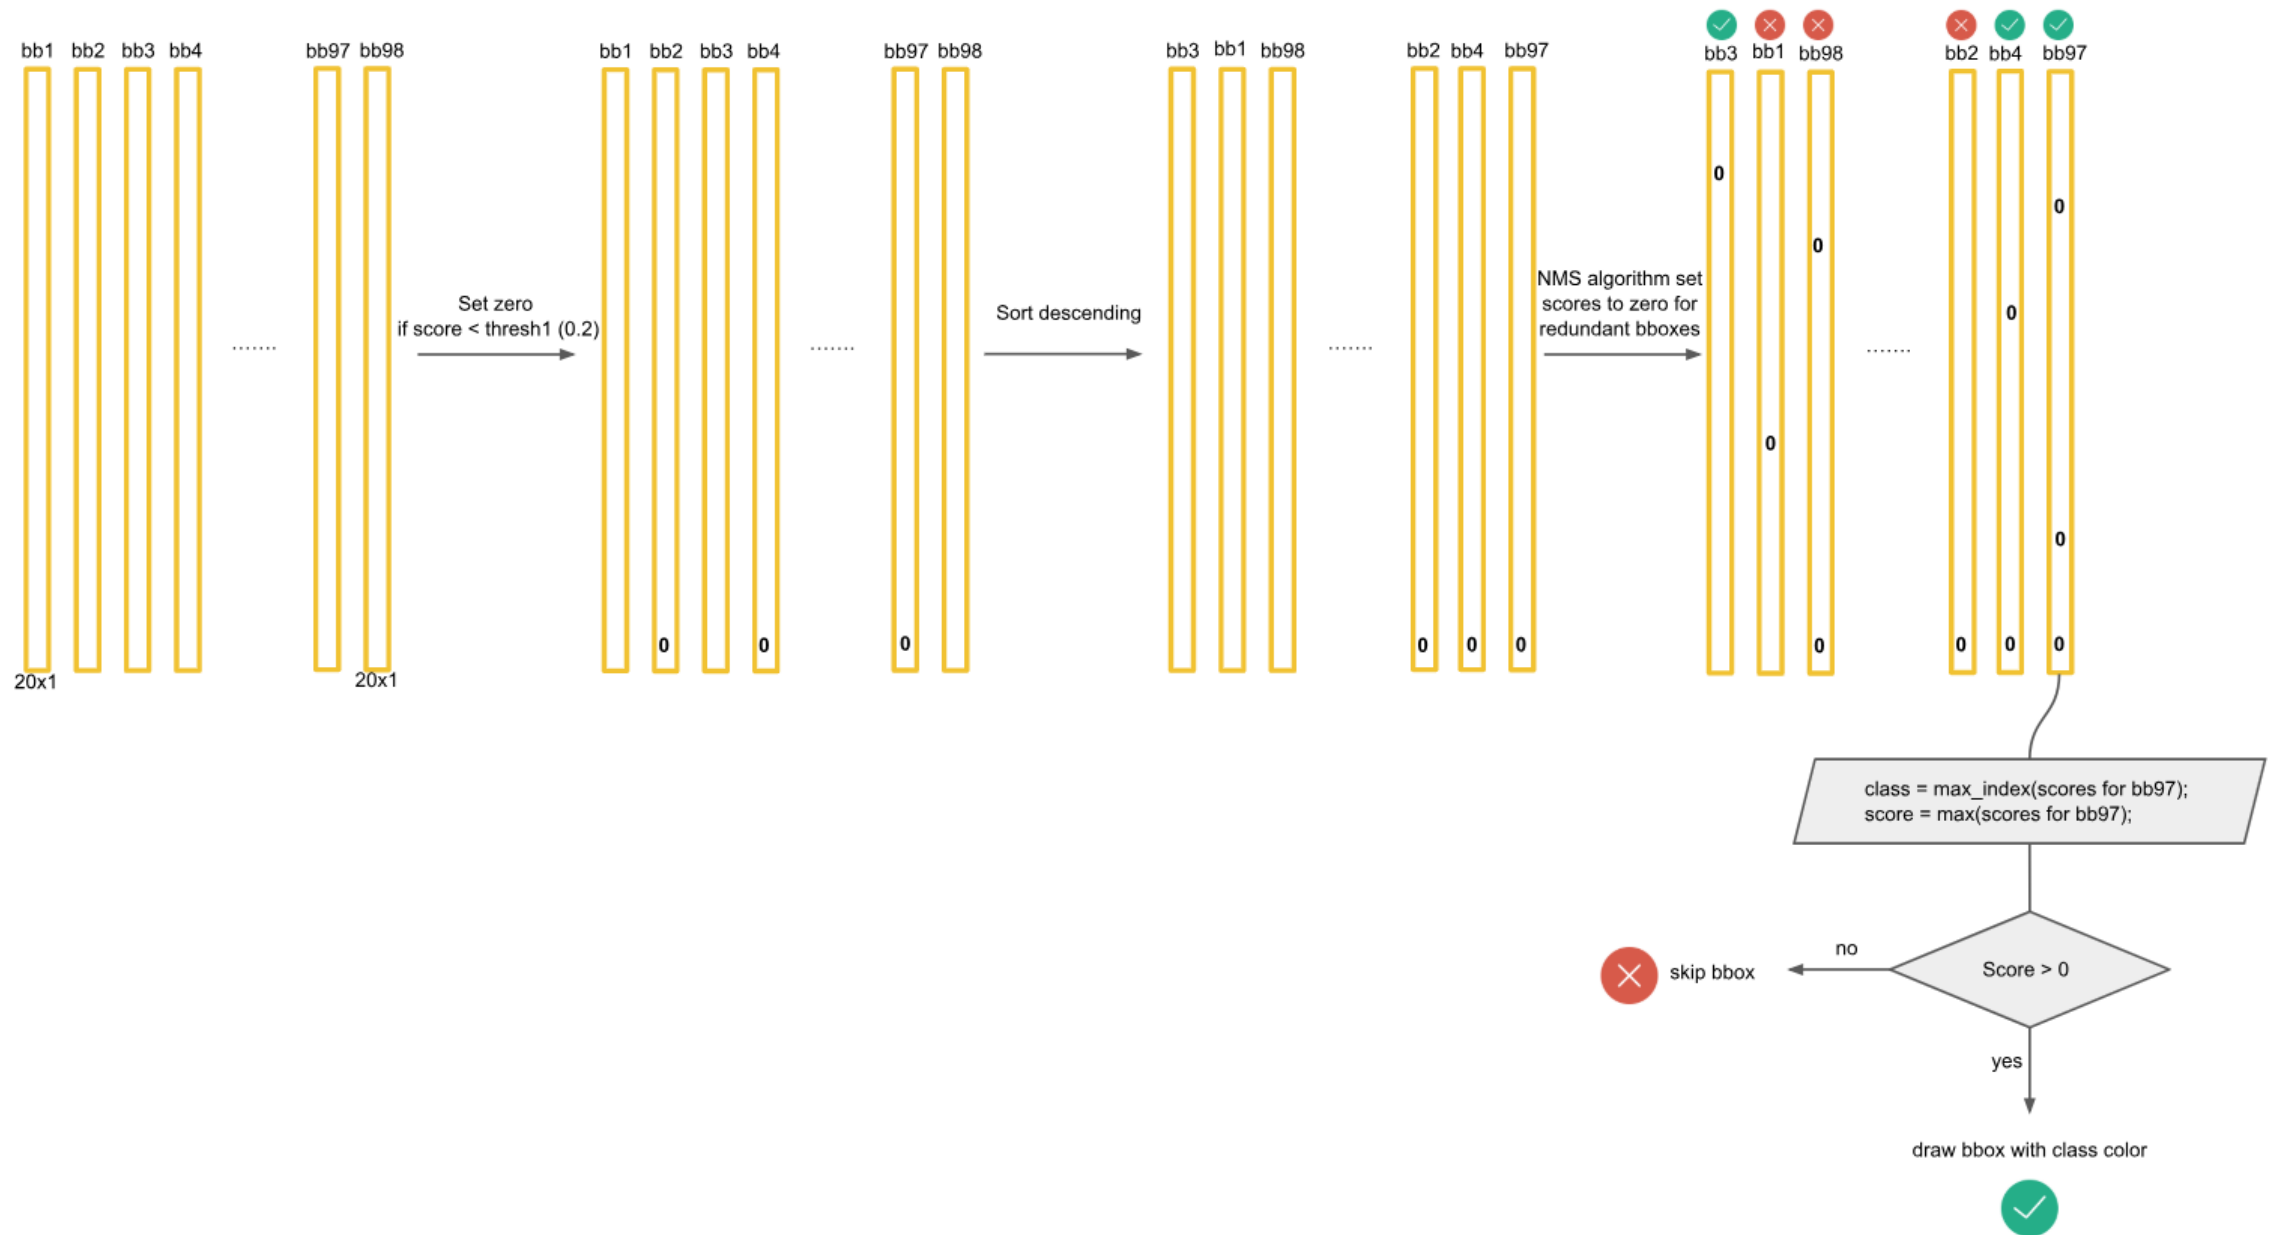 bb1 bb2 bb3 bb4 bb97 bb98
20x1 20x1
Set zero
if score < thresh1 (0.2)
.......
bb1 bb2 bb3 bb4 bb97 bb98
.......
0 0 0
Sort descending
bb3 bb1 bb98 bb2 bb4 bb97
.......
0 0 0
NMS algorithm set
scores to zero for
redundant bboxes
bb3 bb1 bb98 bb2 bb4 bb97
0
0
0
0
.......
0
0
0 0 0 0
class = max_index(scores for bb97);
score = max(scores for bb97);
Score > 0
no
skip bbox
yes
draw bbox with class color